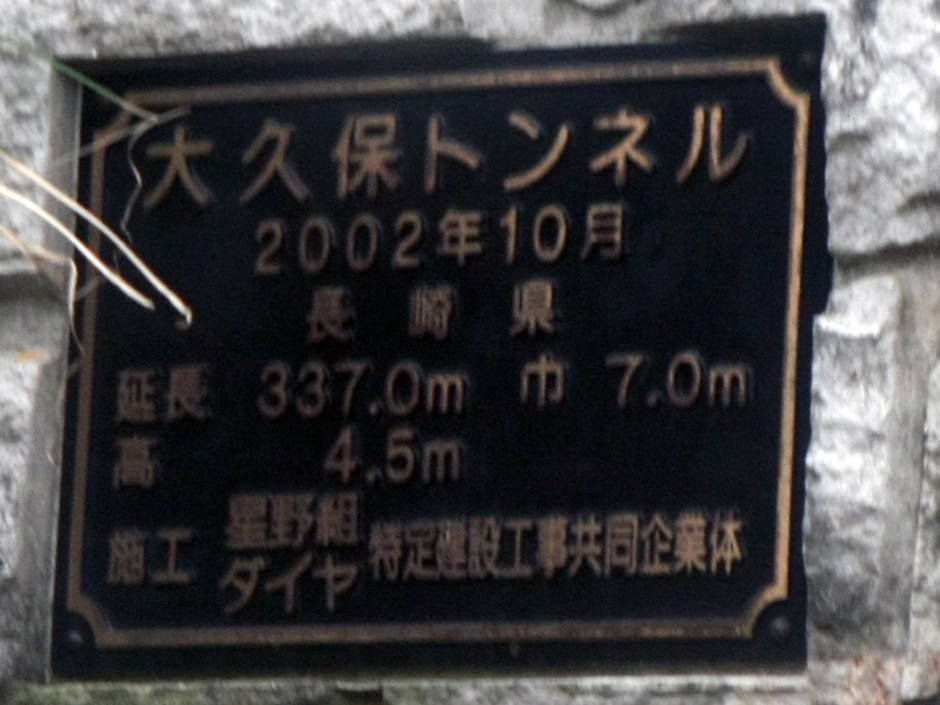 大久保トンネル
2002年10月
長崎県
延長 337.0m 巾 7.0m
高 4.5m
施工 星野組 ダイヤ 特定建設工事共同企業体